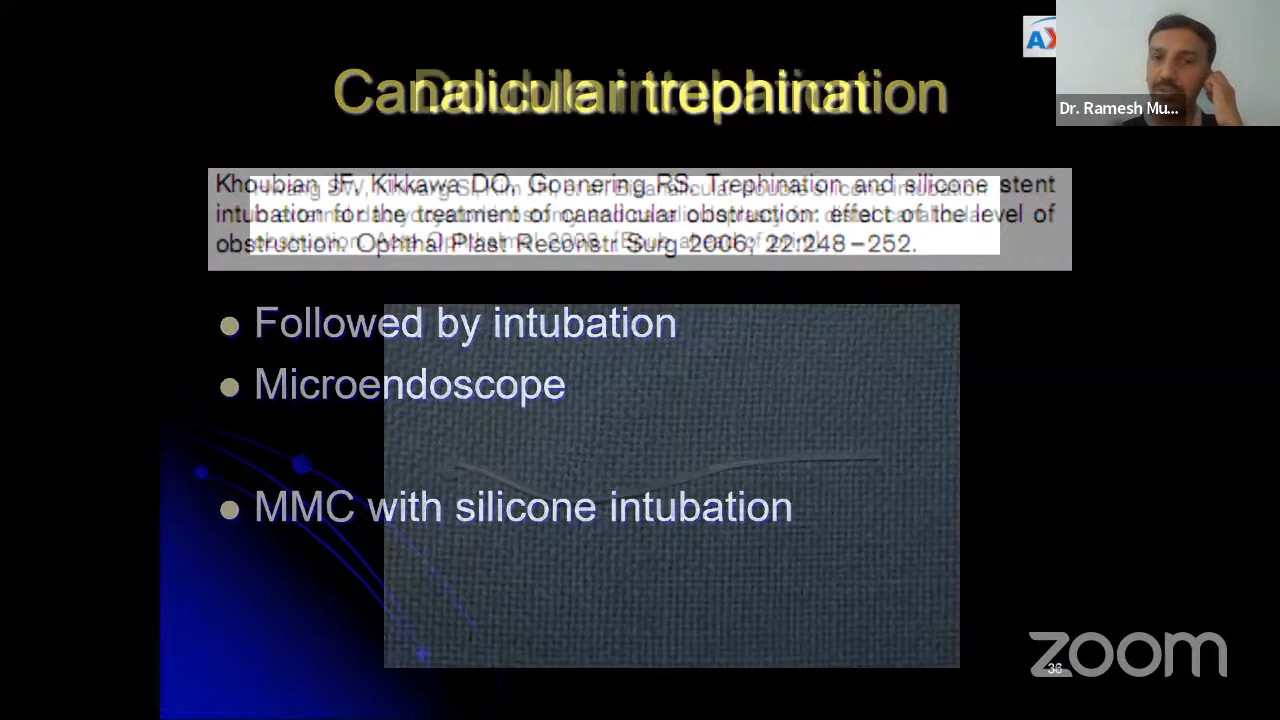 Canalicular trephination
AX
Dr. Ramesh Mu...
Khoubian JF, Kikkawa DO, Gonnering RS. Trephination and silicone stent
intubation for the treatment of canalicular obstruction: effect of the level of
obstruction. Ophthal Plast Reconstr Surg 2006; 22:248–252.
Followed by intubation
Microendoscope
MMC with silicone intubation
zoom
36